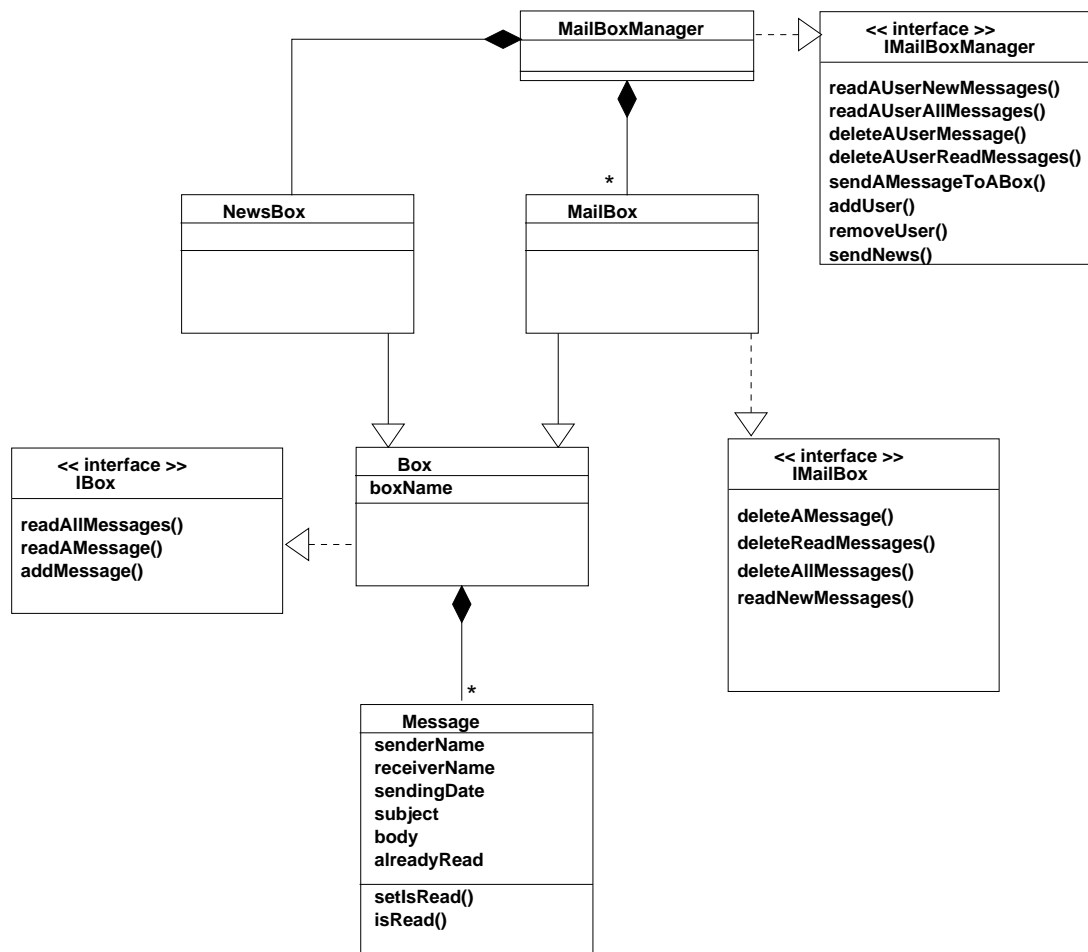 MailBoxManager
<< interface >>
IMailBoxManager
readAUserNewMessages()
readAUserAllMessages()
deleteAUserMessage()
deleteAUserReadMessages()
sendAMessageToABox()
addUser()
removeUser()
sendNews()
*
NewsBox
MailBox
<< interface >>
IBox
readAllMessages()
readAMessage()
addMessage()
Box
boxName
<< interface >>
IMailBox
deleteAMessage()
deleteReadMessages()
deleteAllMessages()
readNewMessages()
*
Message
senderName
receiverName
sendingDate
subject
body
alreadyRead
setIsRead()
isRead()